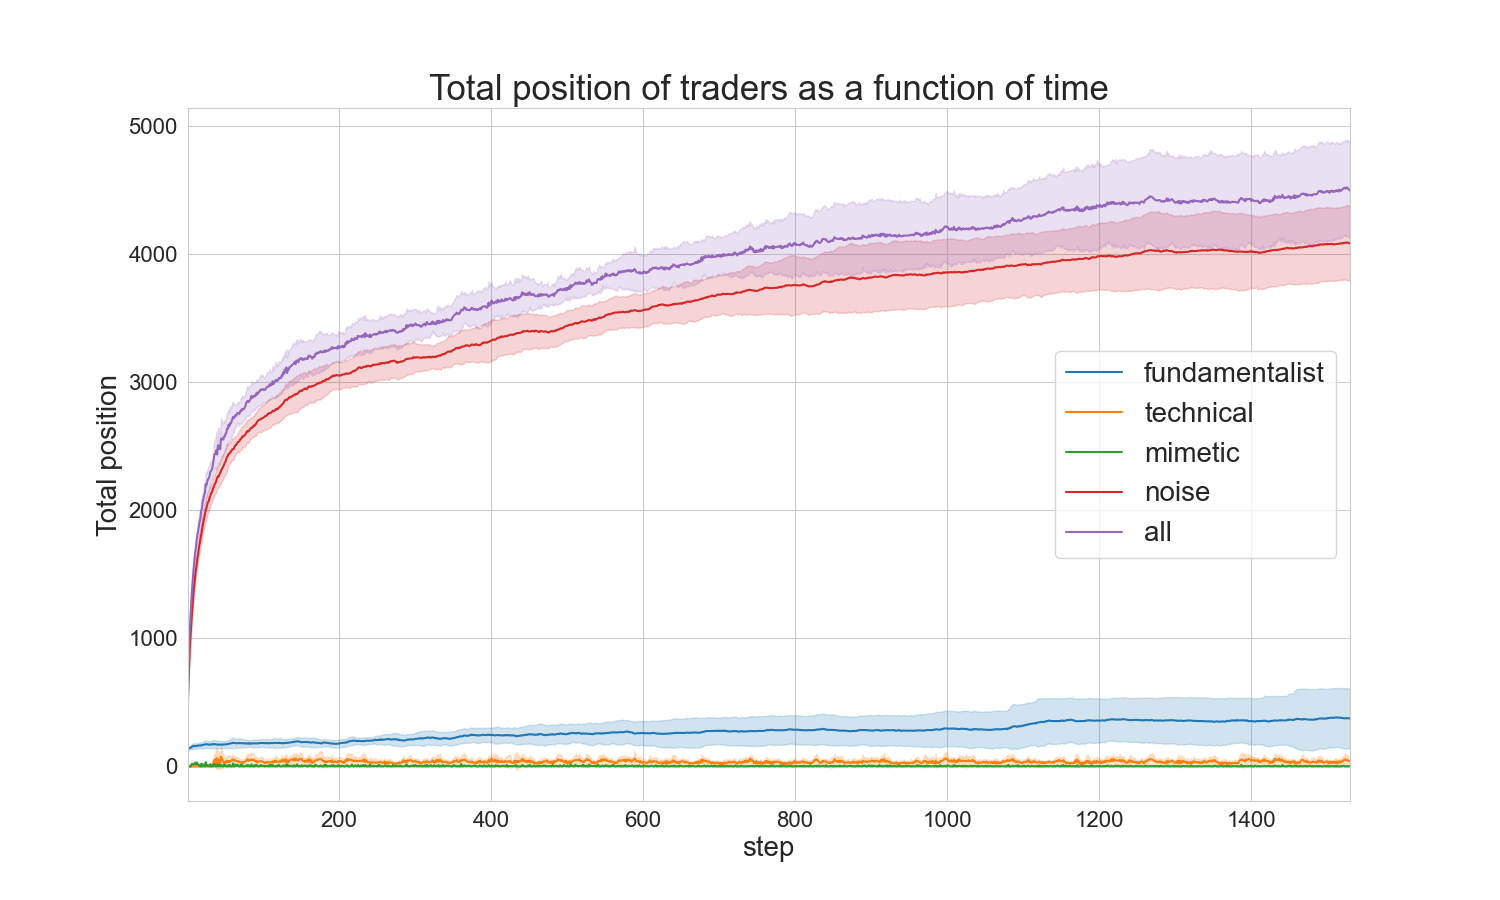 Total position of traders as a function of time
5000
4000
3000
2000
1000
0
Total position
200 400 600 800 1000 1200 1400
step
fundamentalist
technical
mimetic
noise
all